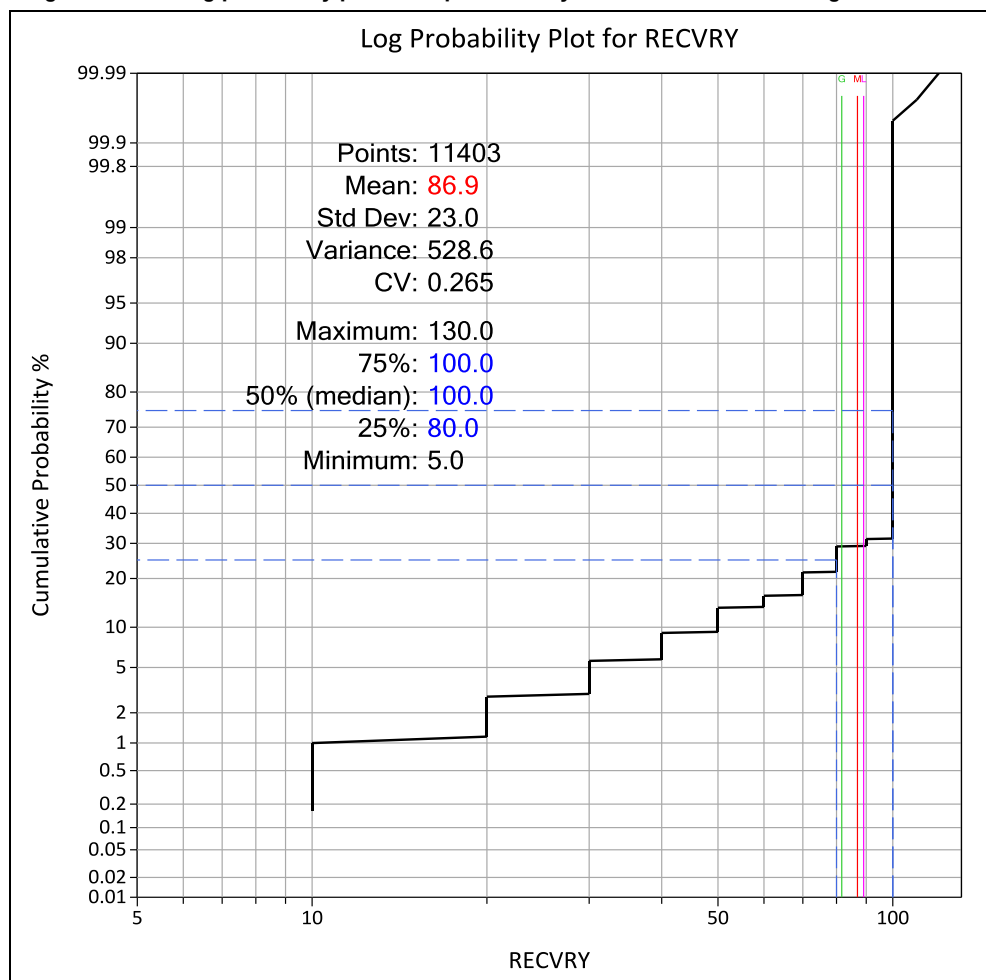 Log Probability Plot for RECVRY
99.99
G
M
L
99.9
99.8
Points: 11403
Mean: 86.9
Std Dev: 23.0
99
Variance: 528.6
98
CV: 0.265
95
Maximum: 130.0
90
75%: 100.0
50% (median): 100.0
80
25%: 80.0
70
Minimum: 5.0
60
50
40
30
20
10
5
2
1
0.5
0.2
0.1
0.05
0.02
0.01
Cumulative Probability %
5
10
50
100
RECVRY